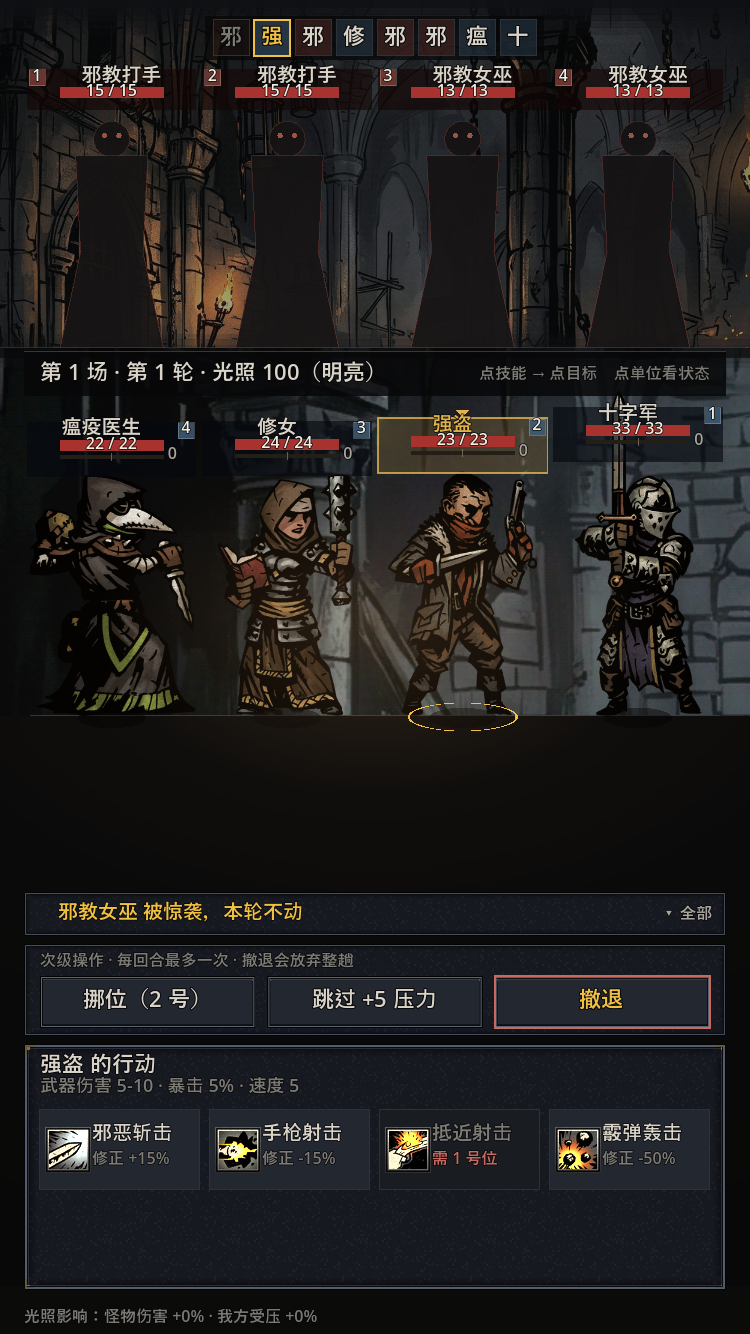 邪 强 邪 修 邪 邪 瘟 十
1 邪教打手 2 邪教打手 3 邪教女巫 4 邪教女巫
15 / 15 15 / 15 13 / 13 13 / 13
第 1 场 · 第 1 轮 · 光照 100（明亮） 点技能 → 点目标 点单位看状态
瘟疫医生 4 修女 3 强盗 2 十字军 1
22 / 22 24 / 24 23 / 23 33 / 33
0 0 0 0
邪教女巫 被惊袭，本轮不动 ▾ 全部
次级操作 · 每回合最多一次 · 撤退会放弃整趟
挪位（2 号） 跳过 +5 压力 撤退
强盗 的行动
武器伤害 5-10 · 暴击 5% · 速度 5
邪恶斩击 手枪射击 抵近射击 霰弹轰击
修正 +15% 修正 -15% 需 1 号位 修正 -50%
光照影响：怪物伤害 +0% · 我方受压 +0%